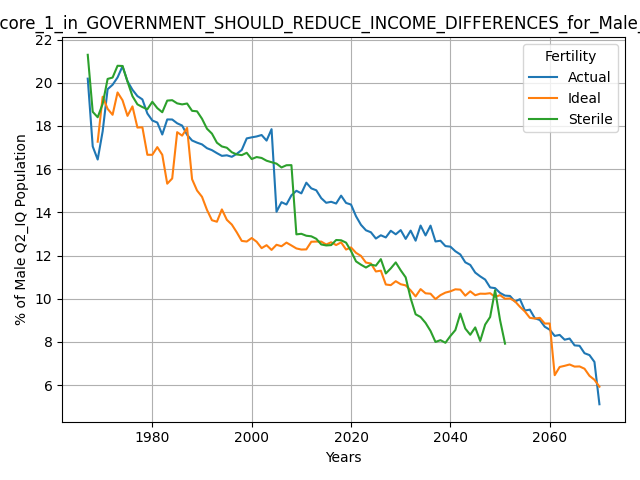 core_1_in_GOVERNMENT_SHOULD_REDUCE_INCOME_DIFFERENCES_for_Male_
22
20
18
16
14
12
10
8
6
% of Male Q2_IQ Population
Fertility
Actual
Ideal
Sterile
1980 2000 2020 2040 2060
Years